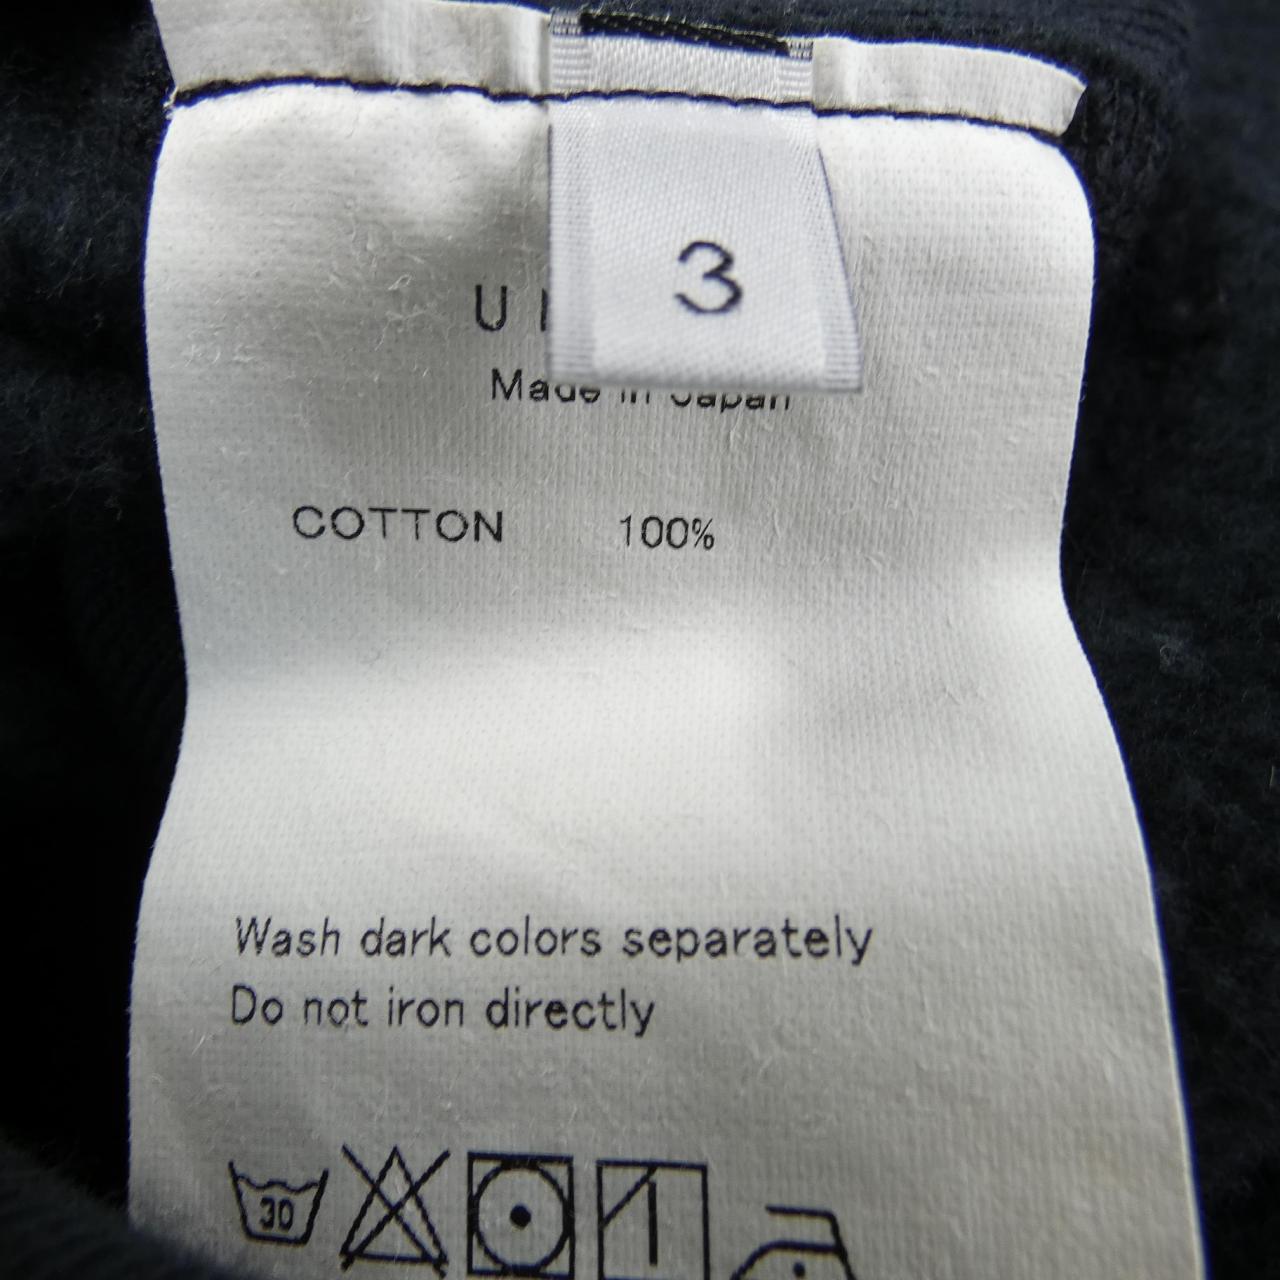 3
U
Made in Japan
COTTON 100%
Wash dark colors separately
Do not iron directly
30